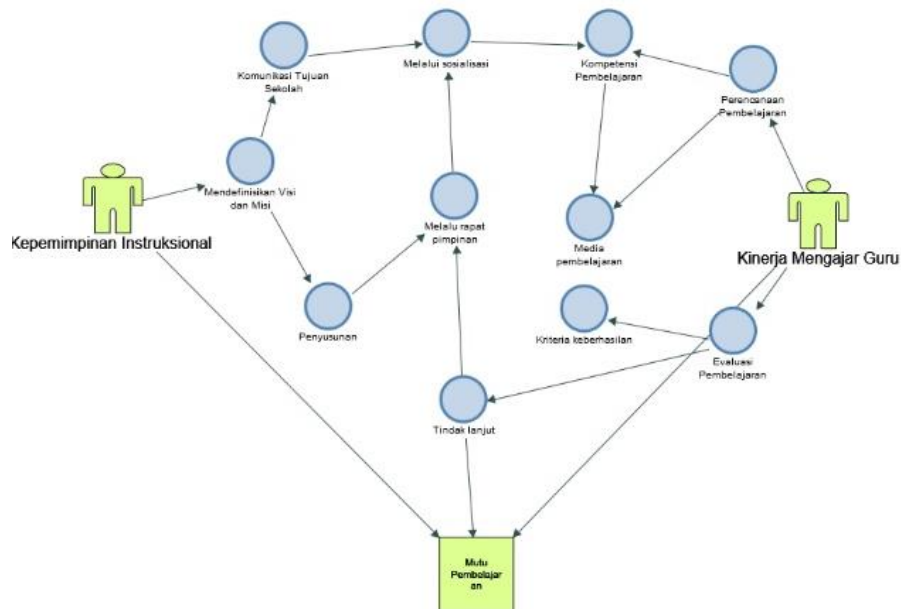 Komunikasi Tujuan
Sekolah
Melalui sosialisasi
Kompetensi
Pembelajaran
Perencanaan
Pembelajaran
Mendefinisikan Visi
dan Misi
Kepemimpinan Instruksional
Melalu rapat
pimpinan
Media
pembelajaran
Kinerja Mengajar Guru
Penyusunan
Kriteria keberhasilan
Evaluasi
Pembelajaran
Tindak lanjut
Mutu
Pembelajar
an